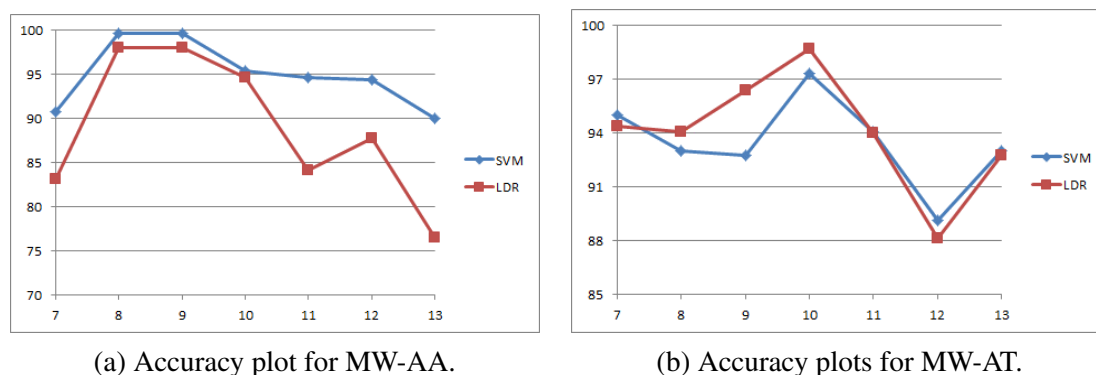 100
95
90
85
80
75
70
7 8 9 10 11 12 13
SVM
LDR
(a) Accuracy plot for MW-AA.
100
97
94
91
88
85
7 8 9 10 11 12 13
SVM
LDR
(b) Accuracy plots for MW-AT.